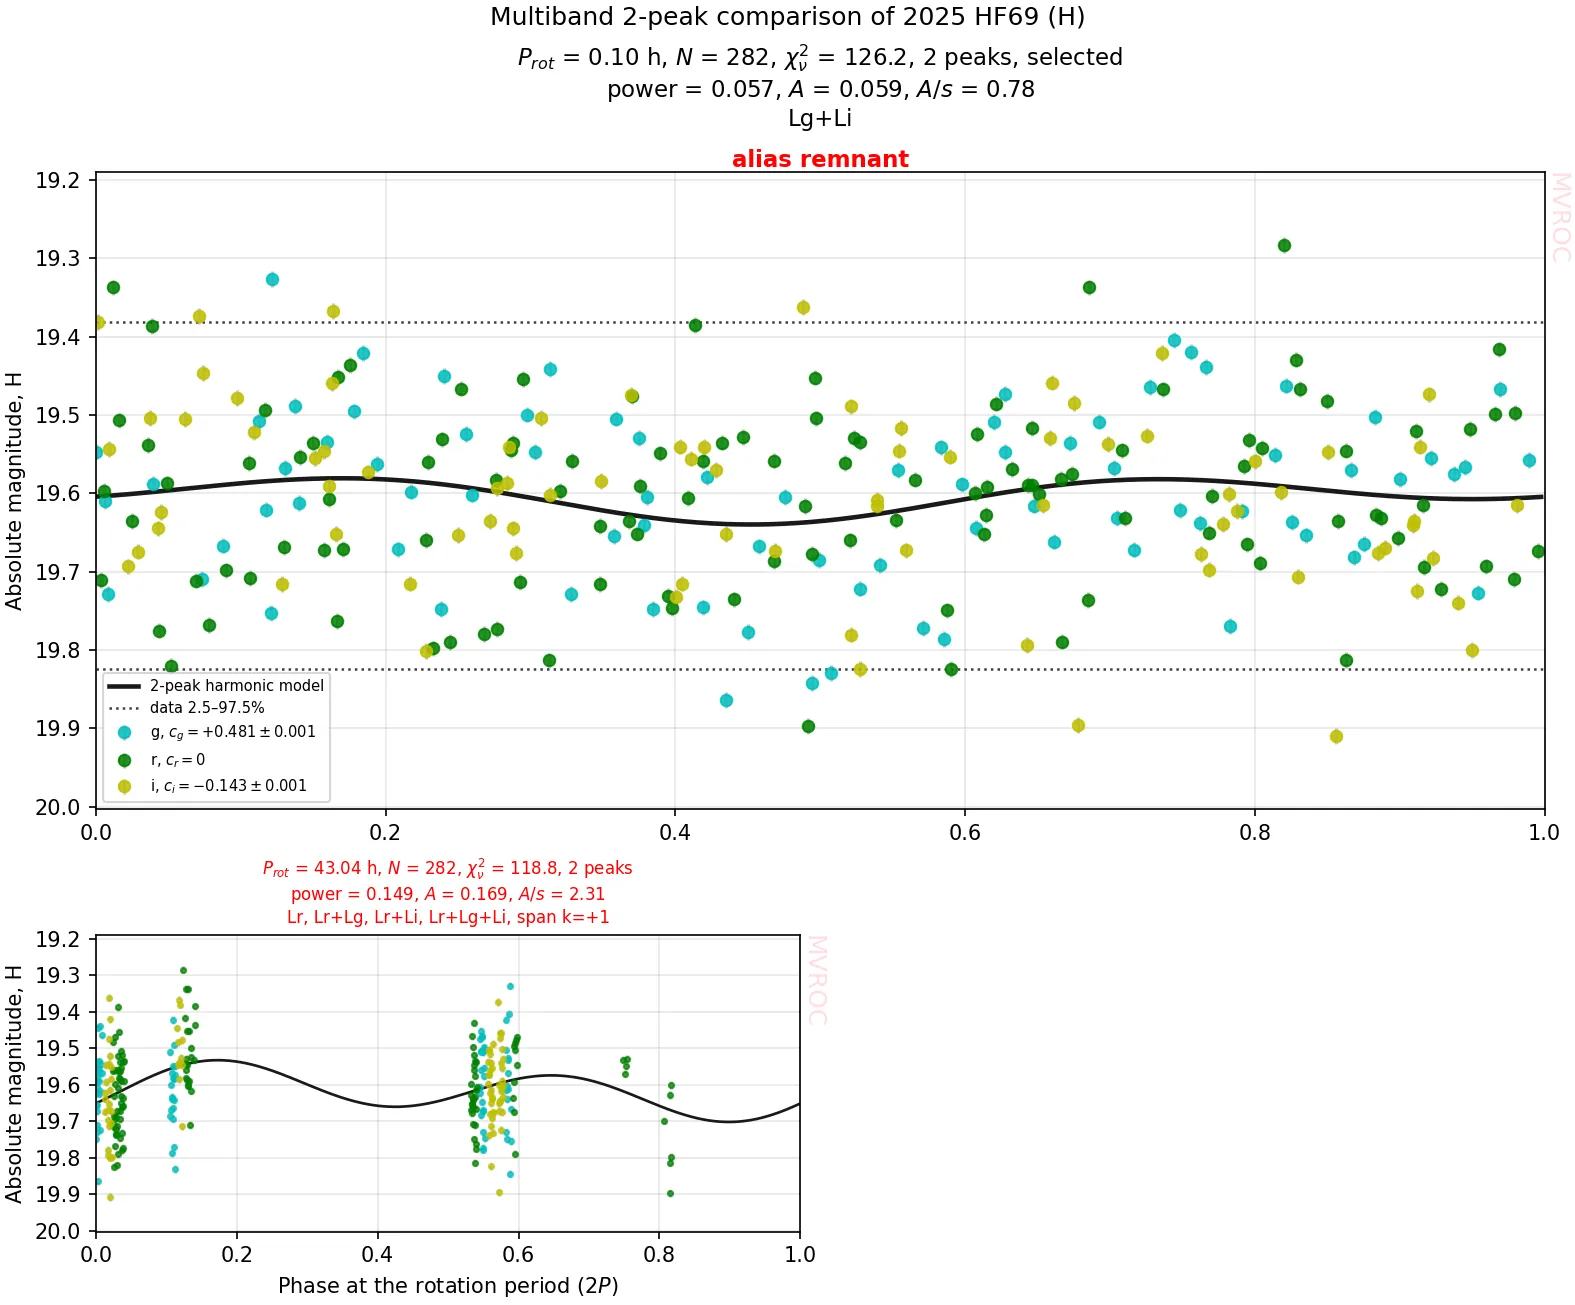 Multiband 2-peak comparison of 2025 HF69 (H)
P_rot = 0.10 h, N = 282, χ²_ν = 126.2, 2 peaks, selected
power = 0.057, A = 0.059, A/s = 0.78
Lg+Li
alias remnant
MVROC
Absolute magnitude, H
19.2
19.3
19.4
19.5
19.6
19.7
19.8
19.9
20.0
2-peak harmonic model
data 2.5–97.5%
g, c_g = +0.481 ± 0.001
r, c_r = 0
i, c_i = −0.143 ± 0.001
0.0 0.2 0.4 0.6 0.8 1.0
P_rot = 43.04 h, N = 282, χ²_ν = 118.8, 2 peaks
power = 0.149, A = 0.169, A/s = 2.31
Lr, Lr+Lg, Lr+Li, Lr+Lg+Li, span k=+1
MVROC
Absolute magnitude, H
19.2
19.3
19.4
19.5
19.6
19.7
19.8
19.9
20.0
0.0 0.2 0.4 0.6 0.8 1.0
Phase at the rotation period (2P)